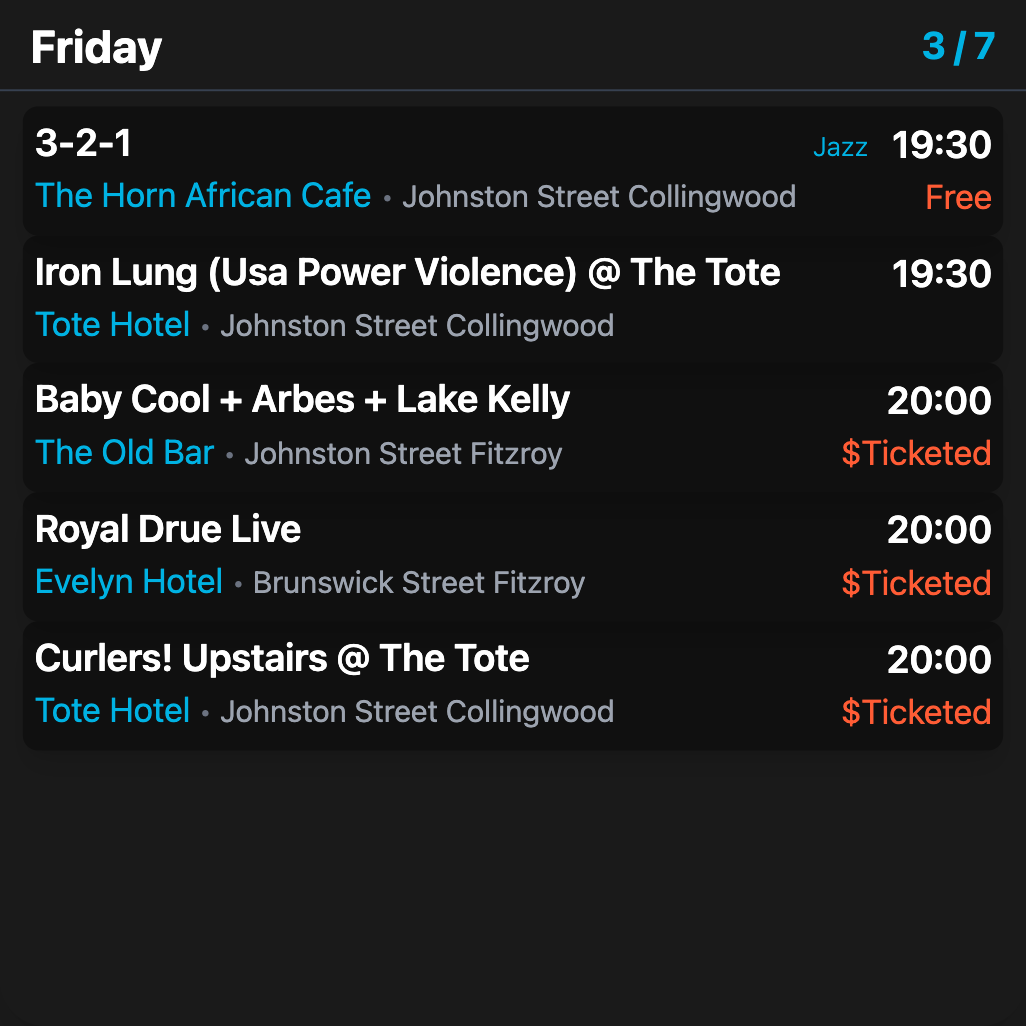 Friday 3 / 7
3-2-1 Jazz 19:30
The Horn African Cafe • Johnston Street Collingwood Free
Iron Lung (Usa Power Violence) @ The Tote 19:30
Tote Hotel • Johnston Street Collingwood
Baby Cool + Arbes + Lake Kelly 20:00
The Old Bar • Johnston Street Fitzroy $Ticketed
Royal Drue Live 20:00
Evelyn Hotel • Brunswick Street Fitzroy $Ticketed
Curlers! Upstairs @ The Tote 20:00
Tote Hotel • Johnston Street Collingwood $Ticketed